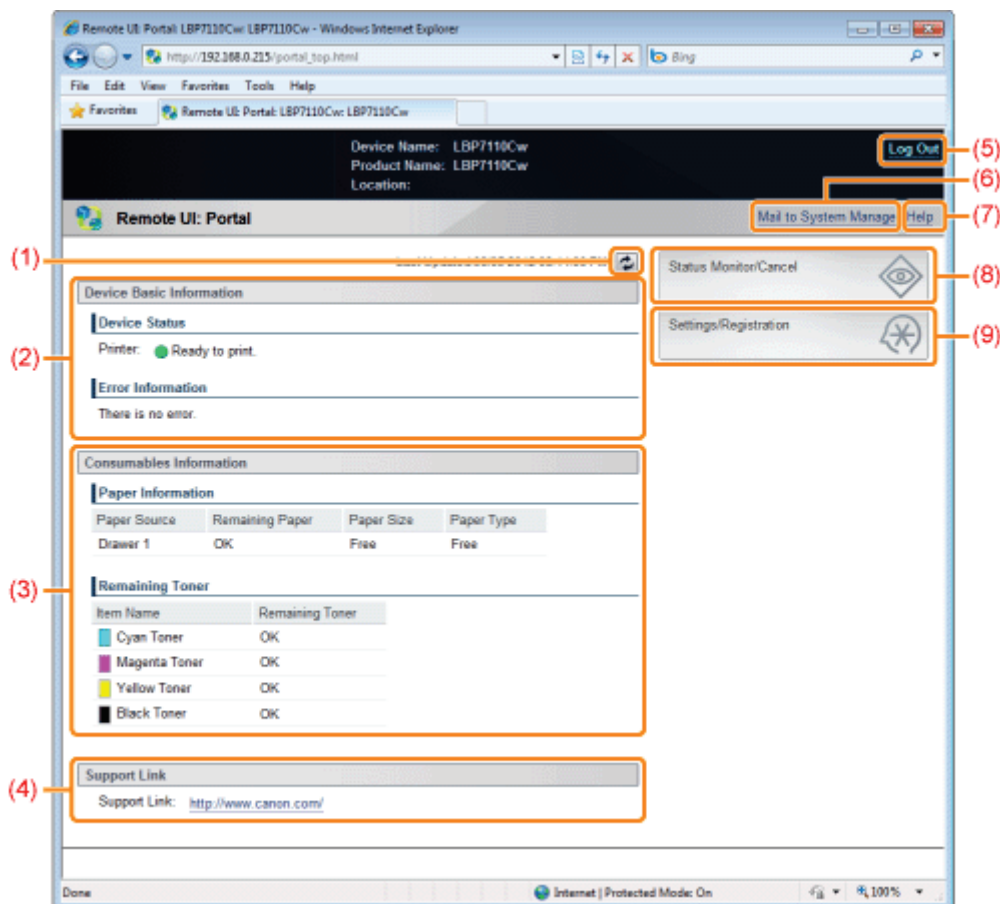 Remote UI: Portal: LBP7110Cw: LBP7110Cw - Windows Internet Explorer
http://192.168.0.215/portal_top.html
Bing
File Edit View Favorites Tools Help
Favorites Remote UI: Portal: LBP7110Cw: LBP7110Cw
Device Name: LBP7110Cw
Product Name: LBP7110Cw
Location:
Log Out
(5)
(6)
Remote UI: Portal
Mail to System Manage
Help
(7)
(1)
Status Monitor/Cancel
(8)
Device Basic Information
Device Status
Printer: Ready to print.
Settings/Registration
(9)
(2)
Error Information
There is no error.
Consumables Information
Paper Information
Paper Source Remaining Paper Paper Size Paper Type
Drawer 1 OK Free Free
(3)
Remaining Toner
Item Name Remaining Toner
Cyan Toner OK
Magenta Toner OK
Yellow Toner OK
Black Toner OK
Support Link
(4)
Support Link: http://www.canon.com/
Done
Internet | Protected Mode: On
100%